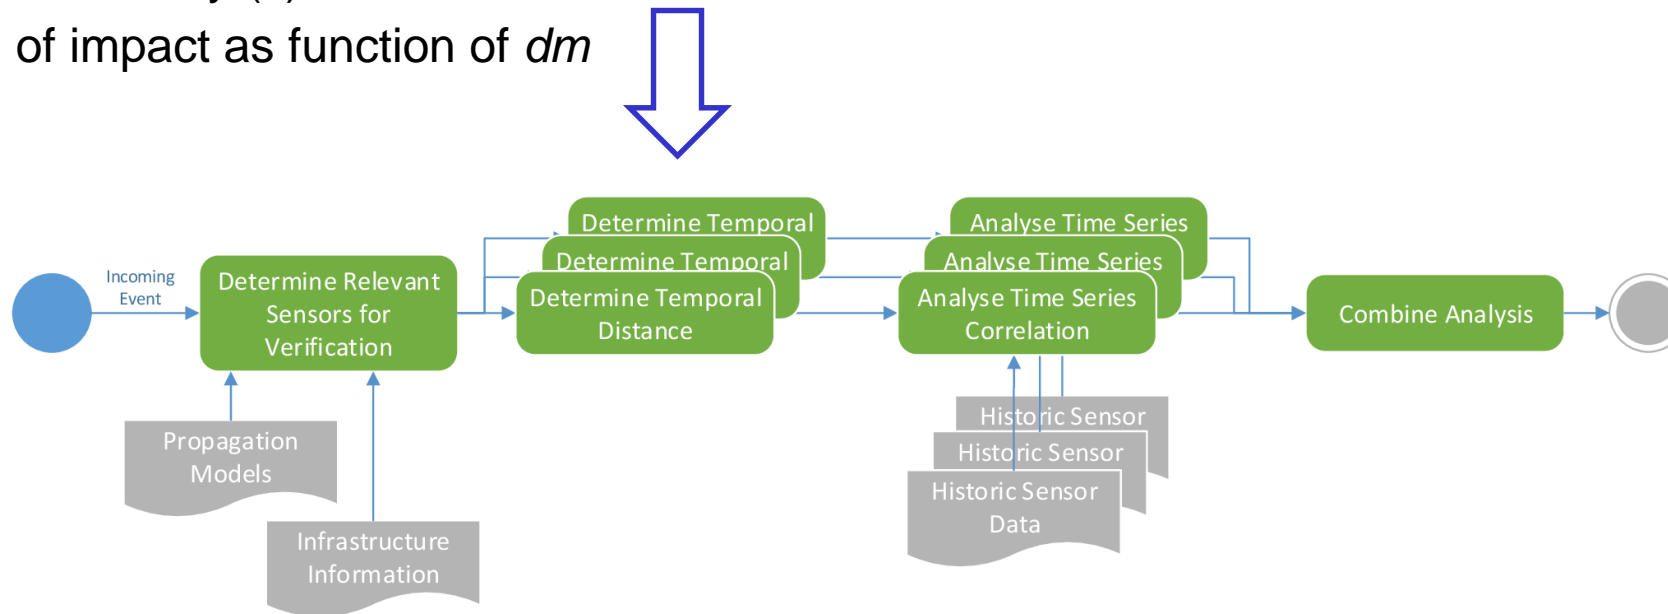 of impact as function of dm
Determine Temporal
Determine Temporal
Determine Temporal
Distance
Analyse Time Series
Analyse Time Series
Analyse Time Series
Correlation
Incoming
Event
Determine Relevant
Sensors for
Verification
Combine Analysis
Propagation
Models
Infrastructure
Information
Historic Sensor
Historic Sensor
Historic Sensor
Data